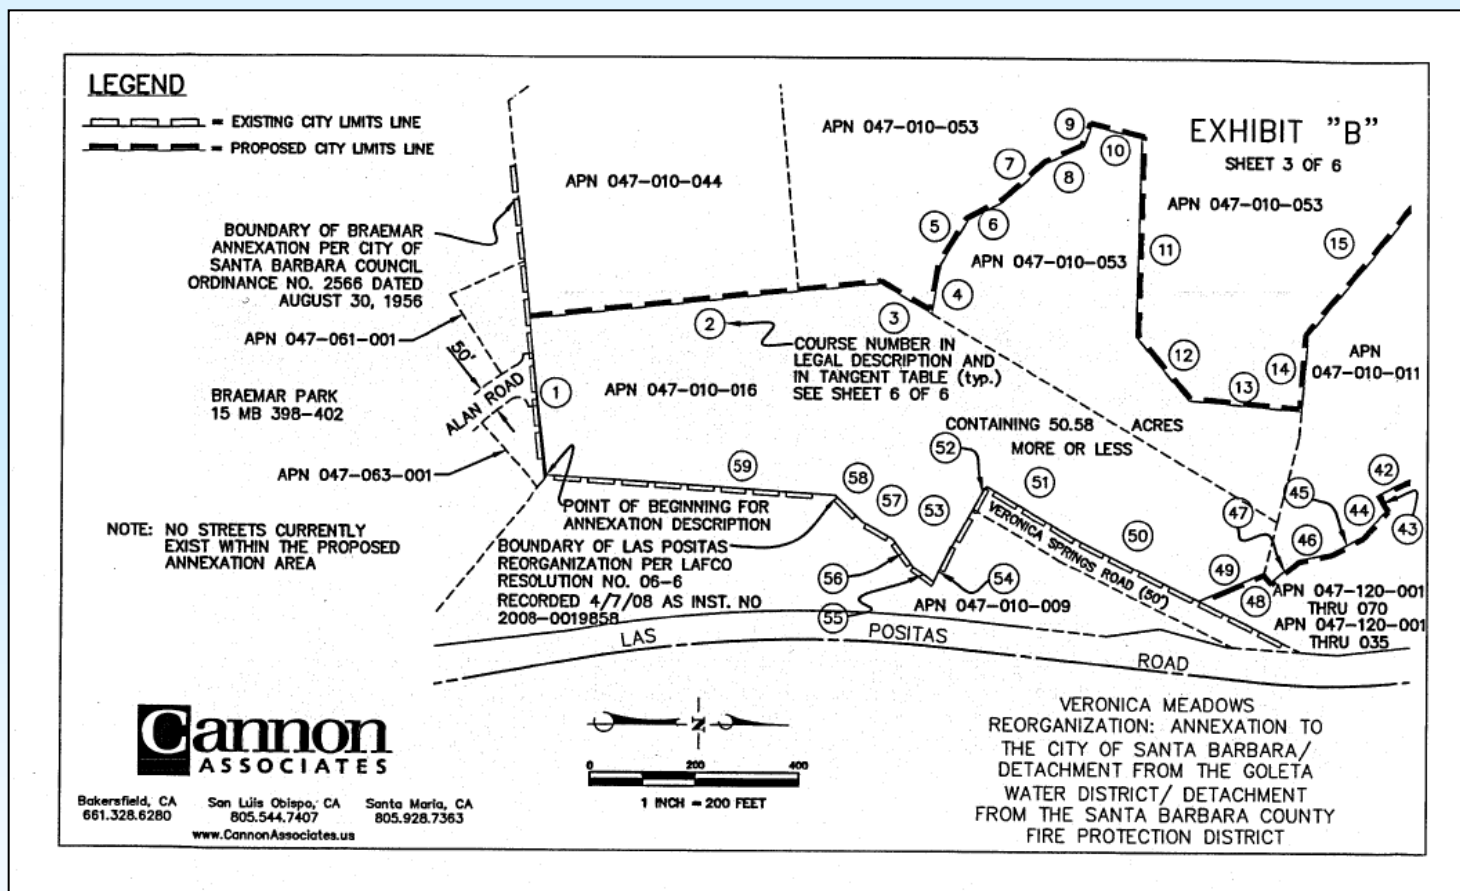 LEGEND
= EXISTING CITY LIMITS LINE
= PROPOSED CITY LIMITS LINE
EXHIBIT "B"
SHEET 3 OF 6
APN 047-010-053
APN 047-010-044
APN 047-010-053
APN 047-010-053
BOUNDARY OF BRAEMAR
ANNEXATION PER CITY OF
SANTA BARBARA COUNCIL
ORDINANCE NO. 2566 DATED
AUGUST 30, 1956
APN 047-061-001
50'
ALAN ROAD
BRAEMAR PARK
15 MB 398-402
APN 047-063-001
NOTE: NO STREETS CURRENTLY
EXIST WITHIN THE PROPOSED
ANNEXATION AREA
1
2
3
4
5
6
7
8
9
10
11
12
13
14
15
COURSE NUMBER IN
LEGAL DESCRIPTION AND
IN TANGENT TABLE (typ.)
SEE SHEET 6 OF 6
APN 047-010-016
APN
047-010-011
CONTAINING 50.58 ACRES
MORE OR LESS
59
58
57
53
52
51
50
42
43
44
45
46
47
48
49
54
55
56
POINT OF BEGINNING FOR
ANNEXATION DESCRIPTION
BOUNDARY OF LAS POSITAS
REORGANIZATION PER LAFCO
RESOLUTION NO. 06-6
RECORDED 4/7/08 AS INST. NO
2008-0019858
VERONICA SPRINGS ROAD (50')
APN 047-010-009
APN 047-120-001
THRU 070
APN 047-120-001
THRU 035
LAS POSITAS ROAD
N
0 200 400
1 INCH = 200 FEET
Cannon
ASSOCIATES
Bakersfield, CA
661.328.6280
San Luis Obispo, CA
805.544.7407
Santa Maria, CA
805.928.7363
www.CannonAssociates.us
VERONICA MEADOWS
REORGANIZATION: ANNEXATION TO
THE CITY OF SANTA BARBARA/
DETACHMENT FROM THE GOLETA
WATER DISTRICT/ DETACHMENT
FROM THE SANTA BARBARA COUNTY
FIRE PROTECTION DISTRICT